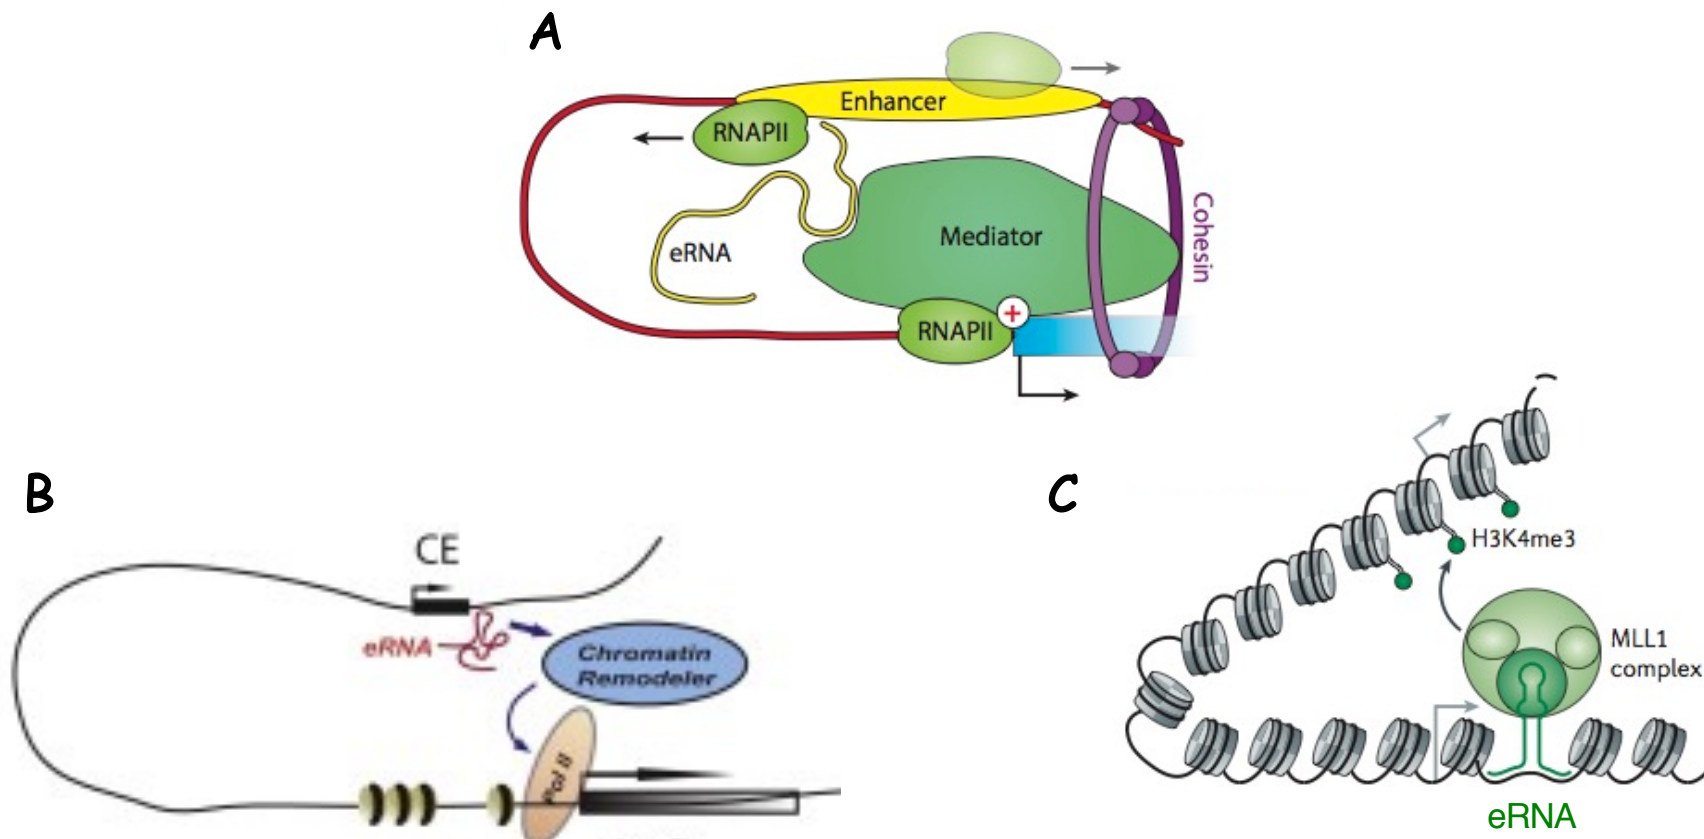 A
Enhancer
RNAPII
eRNA
Mediator
Cohesin
RNAPII
+
B
CE
eRNA
Chromatin
Remodeler
Pol II
C
H3K4me3
MLL1
complex
eRNA